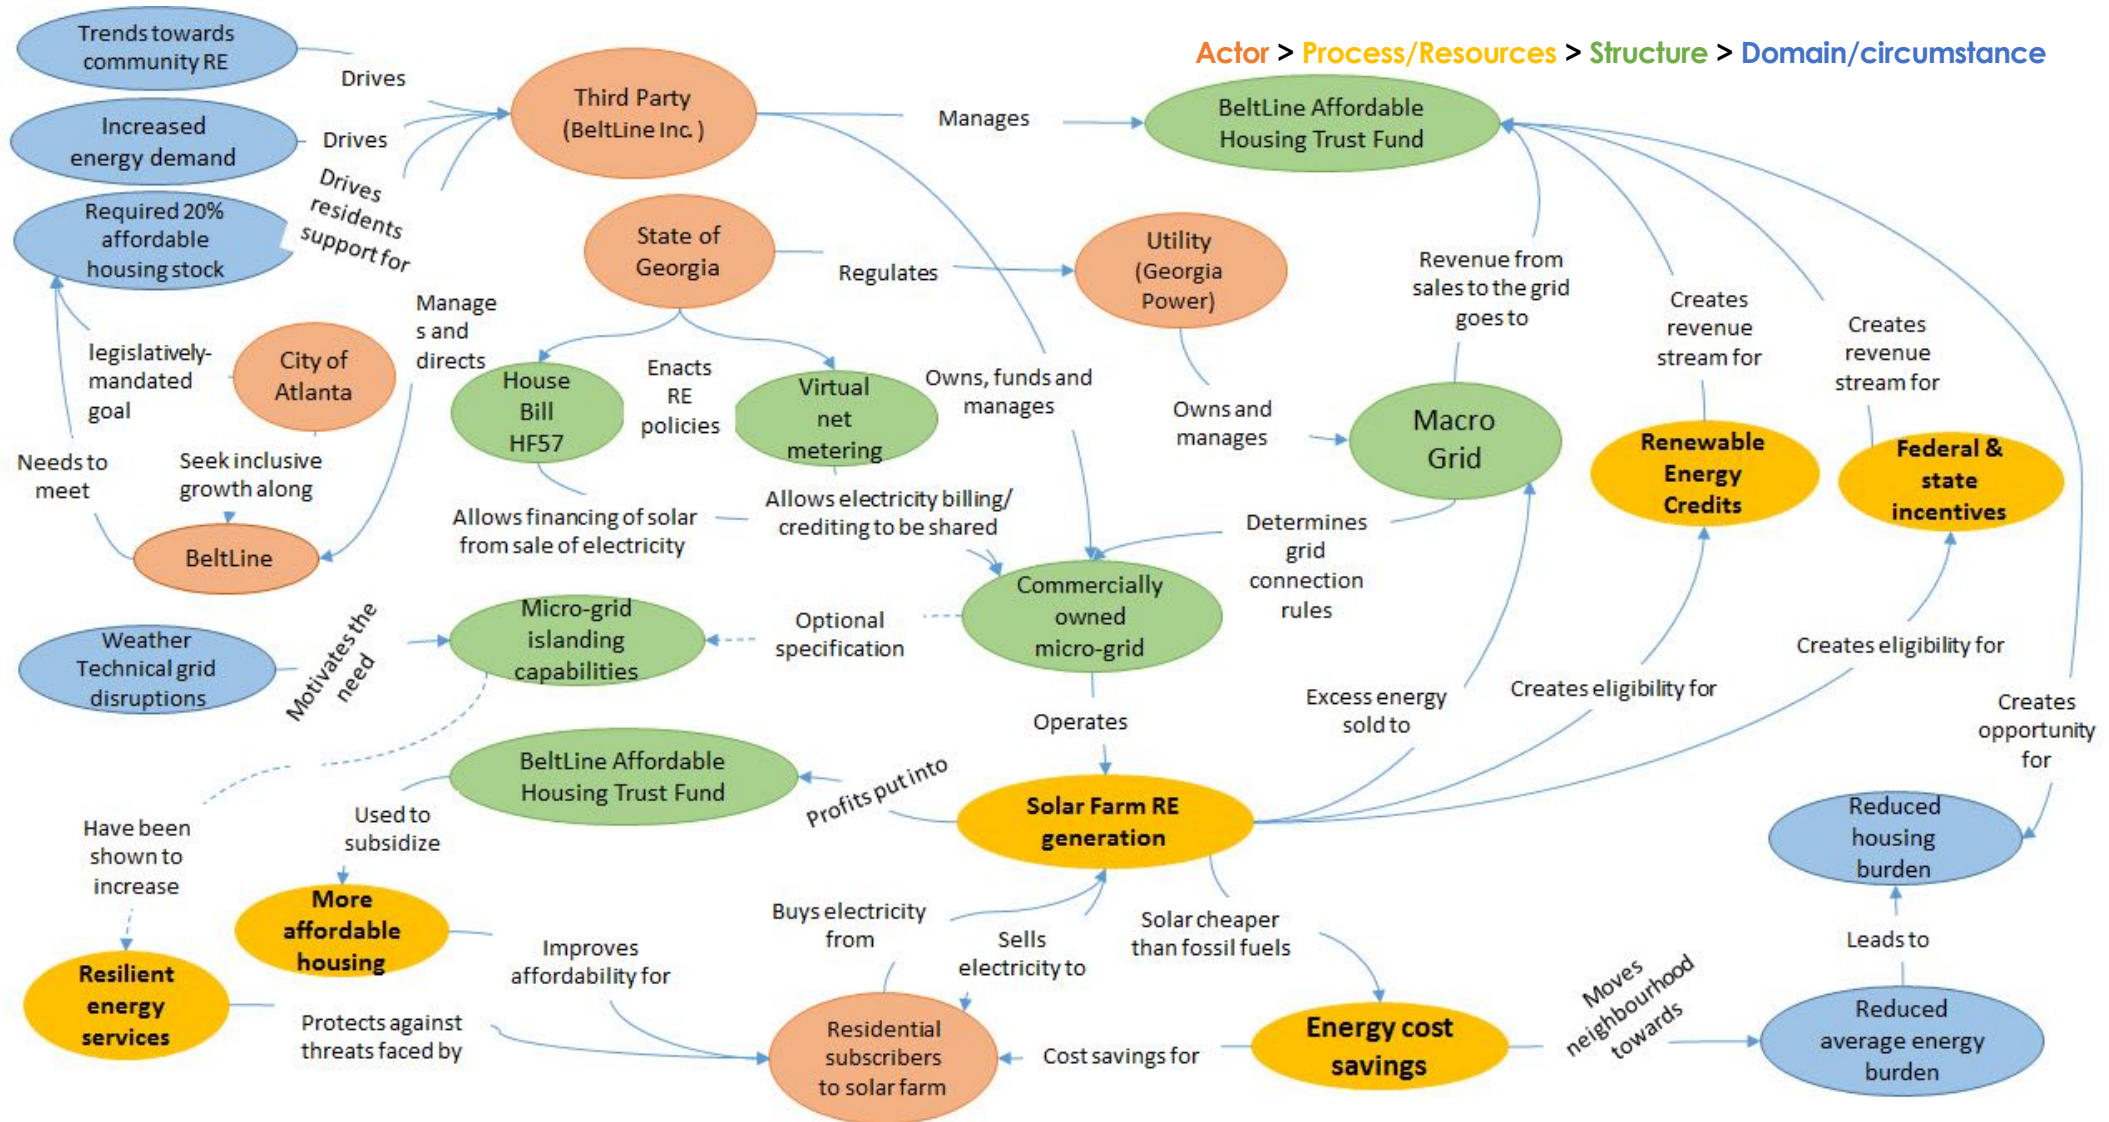 Actor > Process/Resources > Structure > Domain/circumstance
Trends towards
community RE
Drives
Increased
energy demand
Drives
Required 20%
affordable
housing stock
Drives
residents
support for
Third Party
(BeltLine Inc.)
Manages
BeltLine Affordable
Housing Trust Fund
State of
Georgia
Regulates
Utility
(Georgia
Power)
Revenue from
sales to the grid
goes to
Creates
revenue
stream for
Creates
revenue
stream for
legislatively-
mandated
goal
City of
Atlanta
Manage
s and
directs
House
Bill
HF57
Enacts
RE
policies
Virtual
net
metering
Owns, funds and
manages
Owns and
manages
Macro
Grid
Renewable
Energy
Credits
Federal &
state
incentives
Needs to
meet
Seek inclusive
growth along
BeltLine
Allows financing of solar
from sale of electricity
Allows electricity billing/
crediting to be shared
Determines
grid
connection
rules
Weather
Technical grid
disruptions
Motivates the
need
Micro-grid
islanding
capabilities
Optional
specification
Commercially
owned
micro-grid
Creates eligibility for
Creates eligibility for
Excess energy
sold to
Creates
opportunity
for
Operates
BeltLine Affordable
Housing Trust Fund
Profits put into
Solar Farm RE
generation
Reduced
housing
burden
Have been
shown to
increase
Used to
subsidize
More
affordable
housing
Improves
affordability for
Buys electricity
from
Sells
electricity to
Solar cheaper
than fossil fuels
Leads to
Resilient
energy
services
Protects against
threats faced by
Residential
subscribers
to solar farm
Cost savings for
Energy cost
savings
Moves
neighbourhood
towards
Reduced
average energy
burden